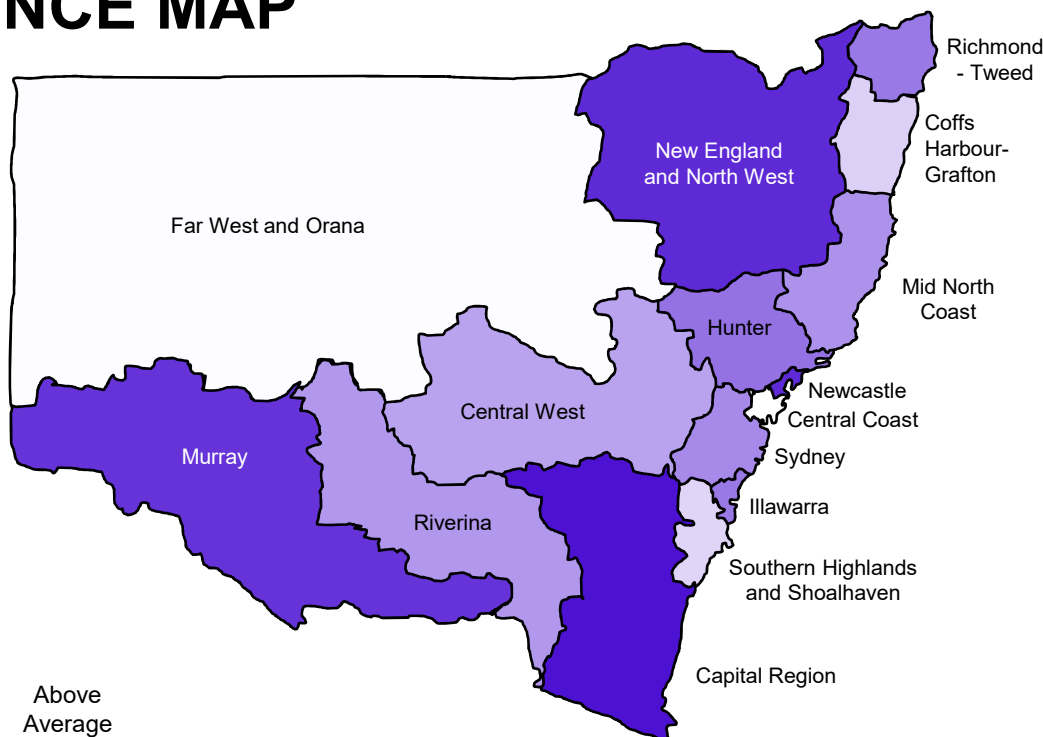 NCE MAP
Richmond
- Tweed
Coffs
Harbour-
Grafton
New England
and North West
Far West and Orana
Mid North
Coast
Hunter
Newcastle
Central West
Central Coast
Murray
Sydney
Illawarra
Riverina
Southern Highlands
and Shoalhaven
Capital Region
Above
Average